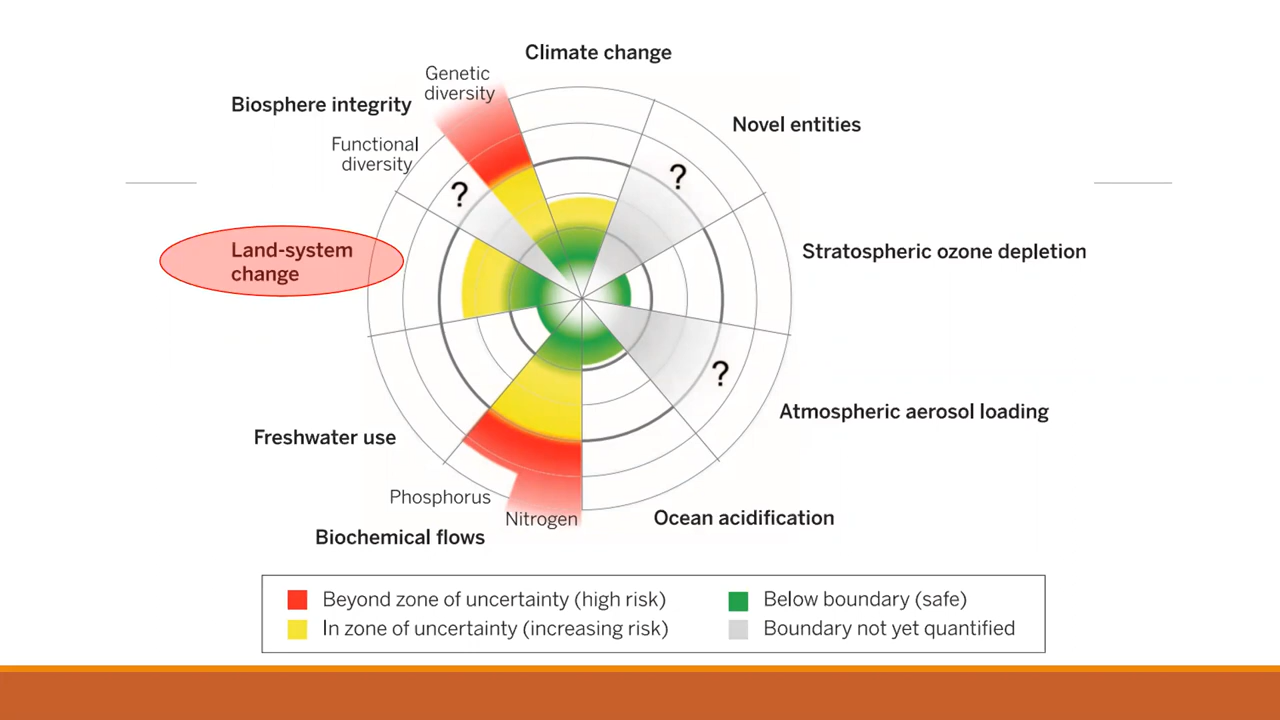 Climate change
Genetic
diversity
Biosphere integrity
Novel entities
Functional
diversity
?
?
Land-system
change
Stratospheric ozone depletion
?
Atmospheric aerosol loading
Freshwater use
Phosphorus
Nitrogen
Ocean acidification
Biochemical flows
Beyond zone of uncertainty (high risk)
Below boundary (safe)
In zone of uncertainty (increasing risk)
Boundary not yet quantified